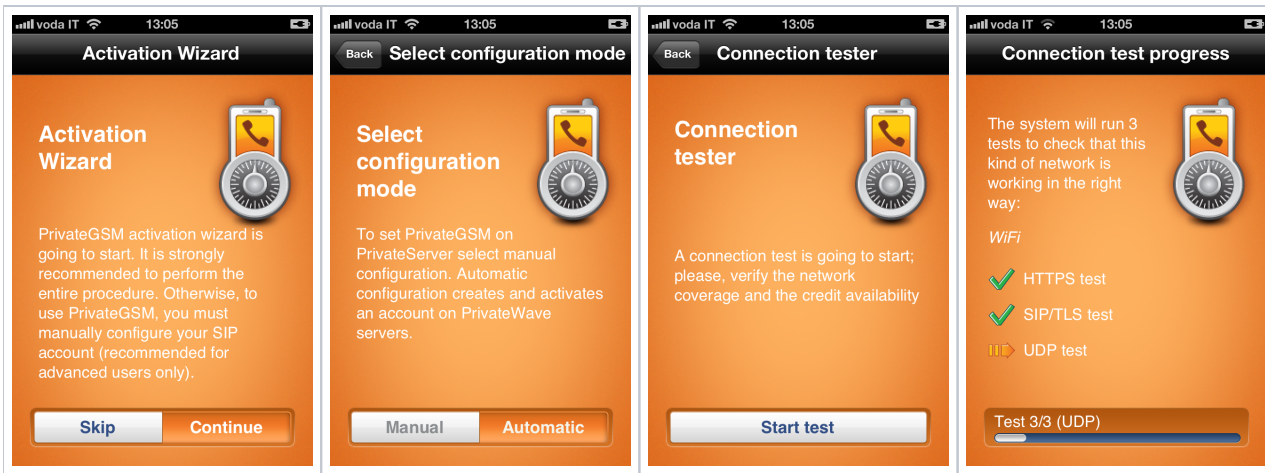 voda IT 13:05
Activation Wizard
Activation
Wizard
PrivateGSM activation wizard is
going to start. It is strongly
recommended to perform the
entire procedure. Otherwise, to
use PrivateGSM, you must
manually configure your SIP
account (recommended for
advanced users only).
Skip Continue
voda IT 13:05
Back Select configuration mode
Select
configuration
mode
To set PrivateGSM on
PrivateServer select manual
configuration. Automatic
configuration creates and activates
an account on PrivateWave
servers.
Manual Automatic
voda IT 13:05
Back Connection tester
Connection
tester
A connection test is going to start;
please, verify the network
coverage and the credit availability
Start test
voda IT 13:05
Connection test progress
The system will run 3
tests to check that this
kind of network is
working in the right
way:
WiFi
HTTPS test
SIP/TLS test
UDP test
Test 3/3 (UDP)